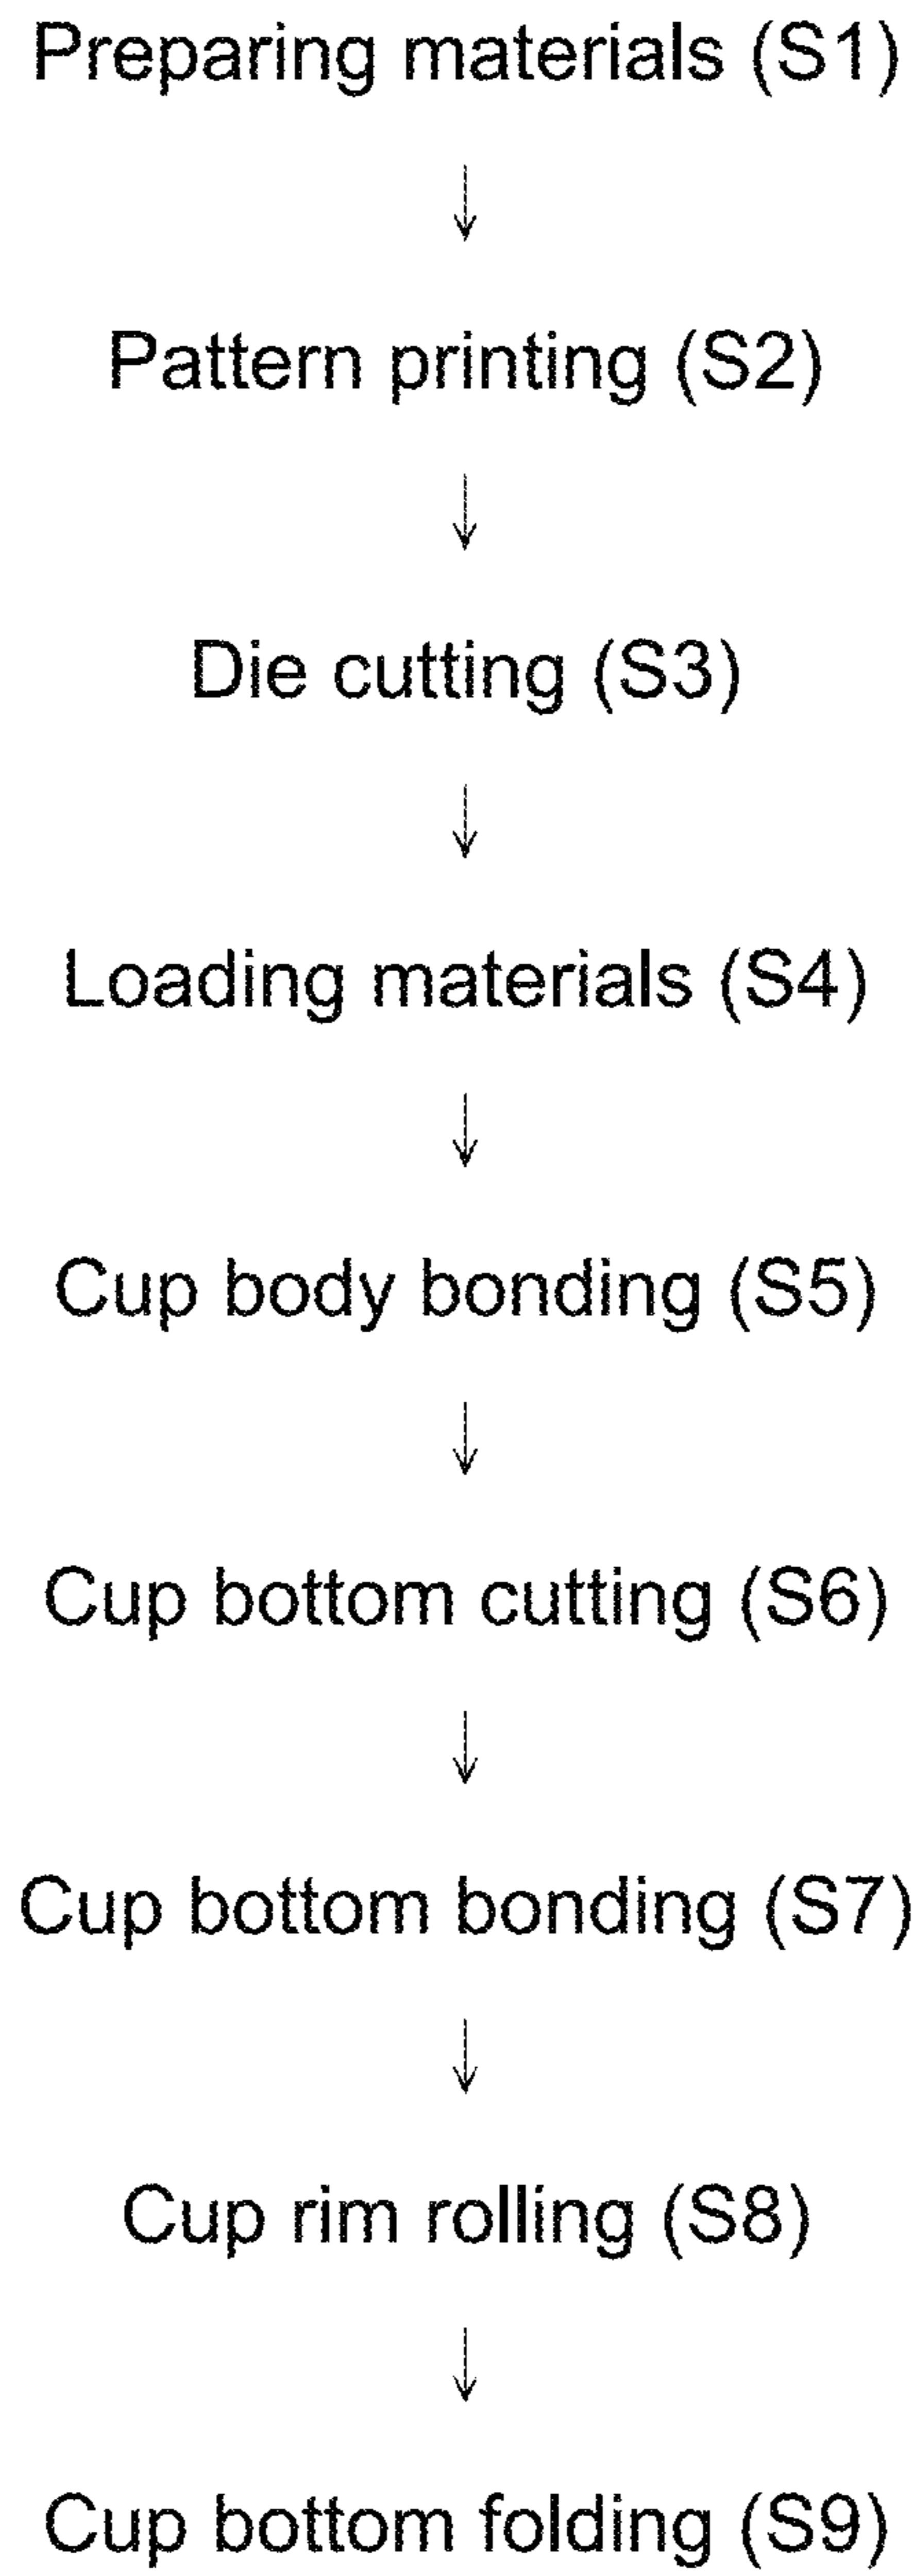 Preparing materials (S1)
Pattern printing (S2)
Die cutting (S3)
Loading materials (S4)
Cup body bonding (S5)
Cup bottom cutting (S6)
Cup bottom bonding (S7)
Cup rim rolling (S8)
Cup bottom folding (S9)